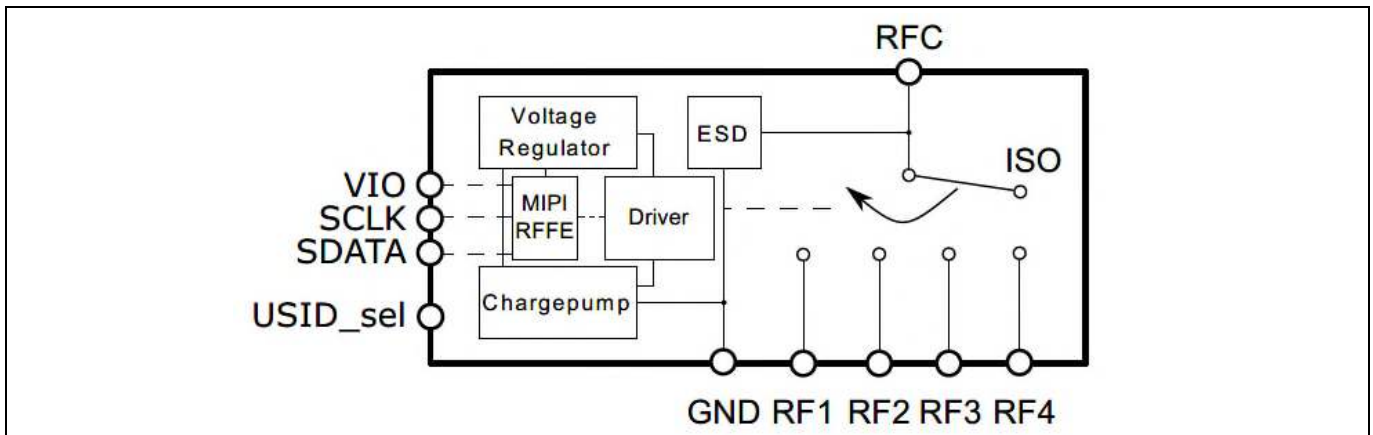 RFC
Voltage
Regulator
ESD
ISO
VIO
SCLK
SDATA
MIPI
RFFE
Driver
USID_sel
Chargepump
GND RF1 RF2 RF3 RF4